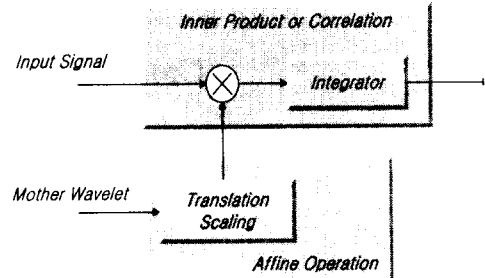 Inner Product or Correlation
Input Signal
Integrator
Mother Wavelet
Translation
Scaling
Affine Operation